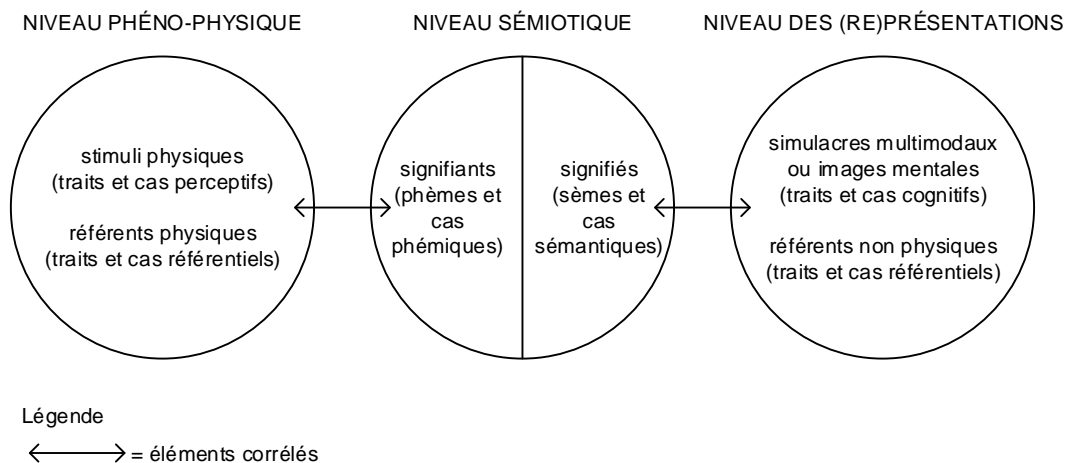 NIVEAU PHÉNO-PHYSIQUE
NIVEAU SÉMIOTIQUE
NIVEAU DES (RE)PRÉSENTATIONS
stimuli physiques
(traits et cas perceptifs)
référents physiques
(traits et cas référentiels)
signifiants
(phèmes et
cas
phémiques)
signifiés
(sèmes et
cas
sémantiques)
simulacres multimodaux
ou images mentales
(traits et cas cognitifs)
référents non physiques
(traits et cas référentiels)
Légende
= éléments corrélés